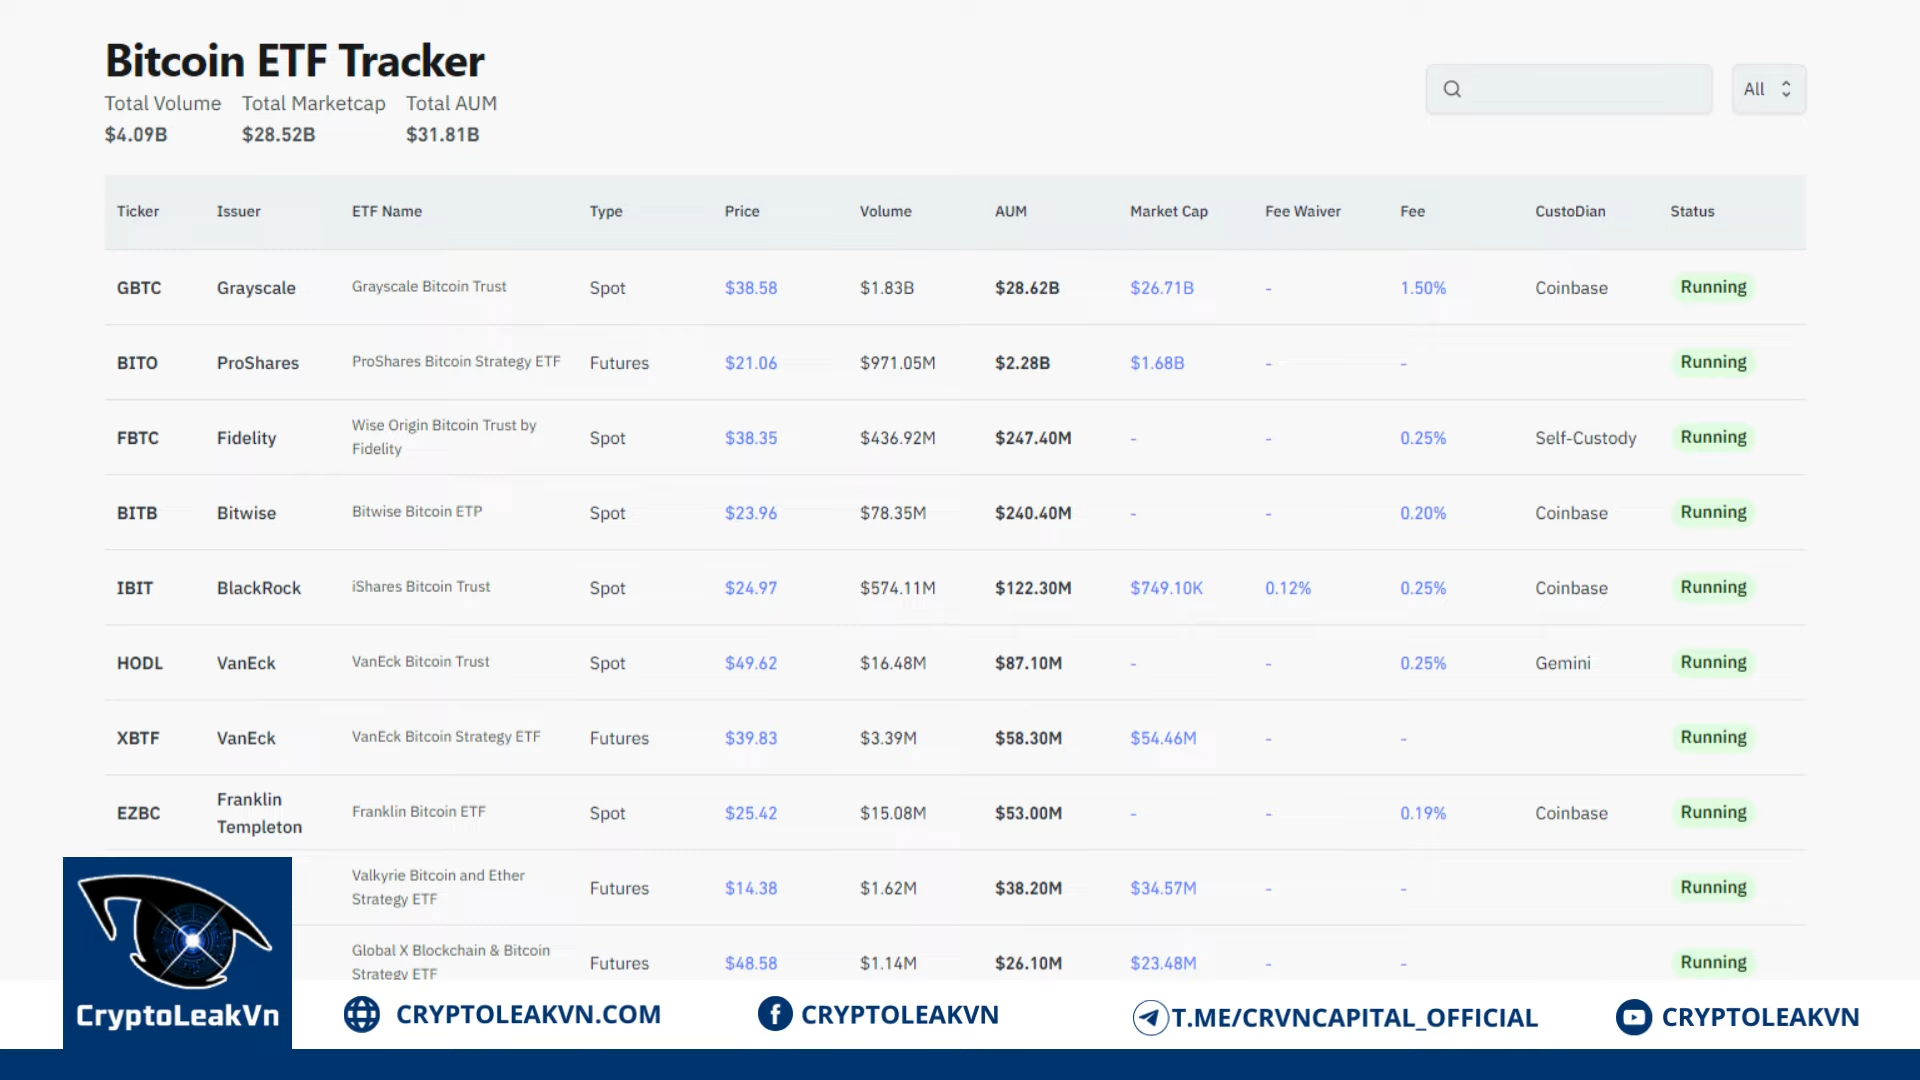 Bitcoin ETF Tracker
Total Volume Total Marketcap Total AUM
$4.09B $28.52B $31.81B
All
Ticker Issuer ETF Name Type Price Volume AUM Market Cap Fee Waiver Fee CustoDian Status
GBTC Grayscale Grayscale Bitcoin Trust Spot $38.58 $1.83B $28.62B $26.71B - 1.50% Coinbase Running
BITO ProShares ProShares Bitcoin Strategy ETF Futures $21.06 $971.05M $2.28B $1.68B - - Running
FBTC Fidelity Wise Origin Bitcoin Trust by
Fidelity Spot $38.35 $436.92M $247.40M - - 0.25% Self-Custody Running
BITB Bitwise Bitwise Bitcoin ETP Spot $23.96 $78.35M $240.40M - - 0.20% Coinbase Running
IBIT BlackRock iShares Bitcoin Trust Spot $24.97 $574.11M $122.30M $749.10K 0.12% 0.25% Coinbase Running
HODL VanEck VanEck Bitcoin Trust Spot $49.62 $16.48M $87.10M - - 0.25% Gemini Running
XBTF VanEck VanEck Bitcoin Strategy ETF Futures $39.83 $3.39M $58.30M $54.46M - - Running
EZBC Franklin
Templeton Franklin Bitcoin ETF Spot $25.42 $15.08M $53.00M - - 0.19% Coinbase Running
Valkyrie Bitcoin and Ether
Strategy ETF Futures $14.38 $1.62M $38.20M $34.57M - - Running
Global X Blockchain & Bitcoin
Strategy ETF Futures $48.58 $1.14M $26.10M $23.48M - - Running
CryptoLeakVn
CRYPTOLEAKVN.COM CRYPTOLEAKVN T.ME/CRVNCAPITAL_OFFICIAL CRYPTOLEAKVN